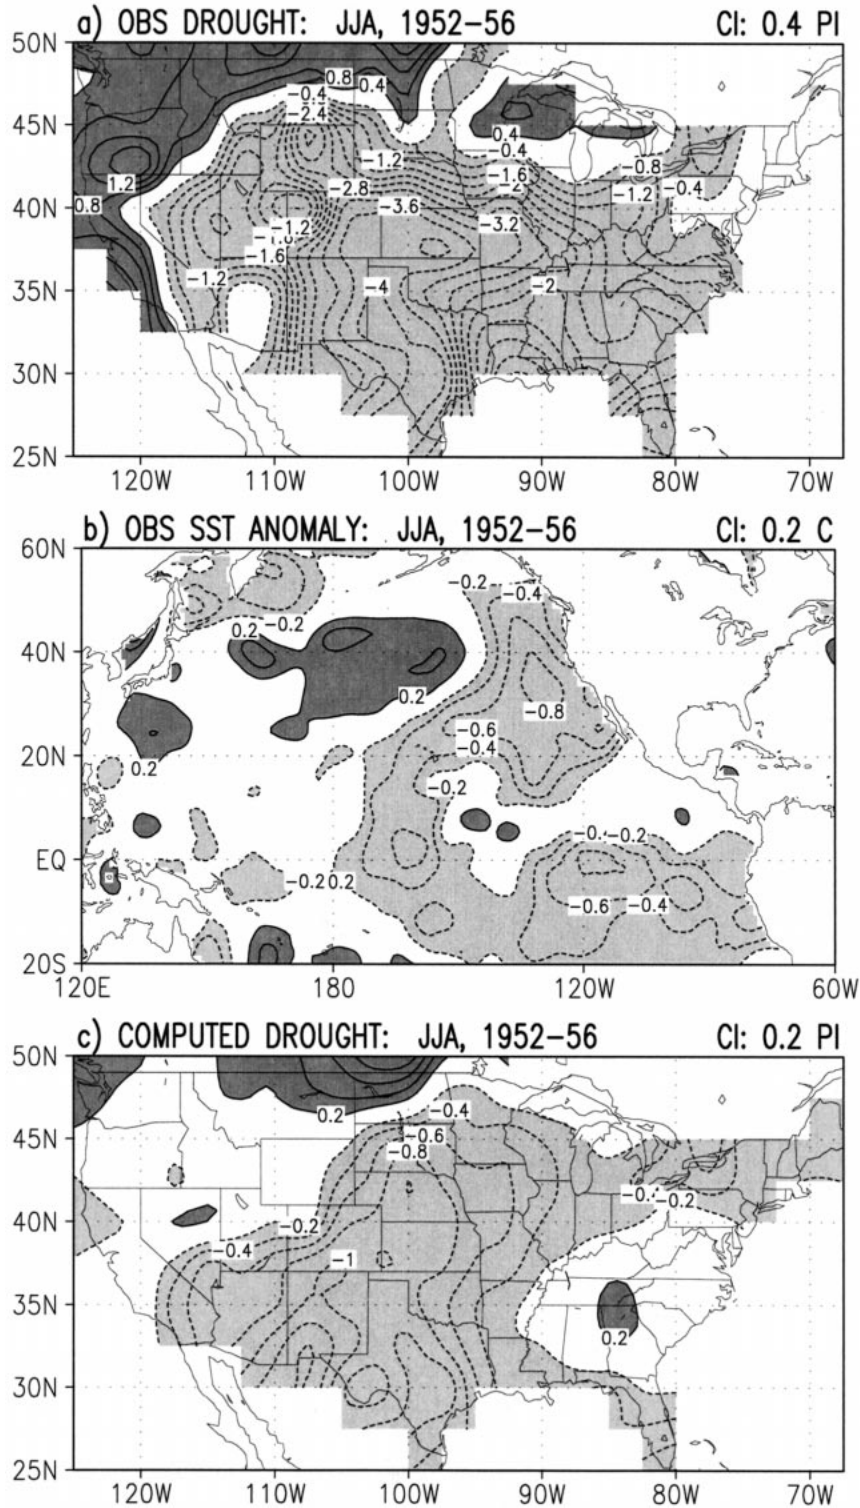 a) OBS DROUGHT: JJA, 1952-56 CI: 0.4 PI
50N
0.8
0.4
-0.4
-2.4
45N
0.4
-0.4
-1.2
-0.8
-1.6
-2
1.2
-2.8
-1.2
-0.4
40N
0.8
-3.6
-1.2
-3.2
-1.6
-1.2
-4
-2
35N
30N
25N
120W 110W 100W 90W 80W 70W
b) OBS SST ANOMALY: JJA, 1952-56 CI: 0.2 C
60N
-0.2
-0.4
0.2
-0.2
40N
0.2
-0.8
-0.6
-0.4
20N
0.2
-0.2
-0.2
EQ
-0.2
0.2
-0.6
-0.4
20S
120E 180 120W 60W
c) COMPUTED DROUGHT: JJA, 1952-56 CI: 0.2 PI
50N
0.2
-0.4
45N
-0.6
-0.8
-0.2
40N
-0.2
-0.4
-1
35N
0.2
30N
25N
120W 110W 100W 90W 80W 70W